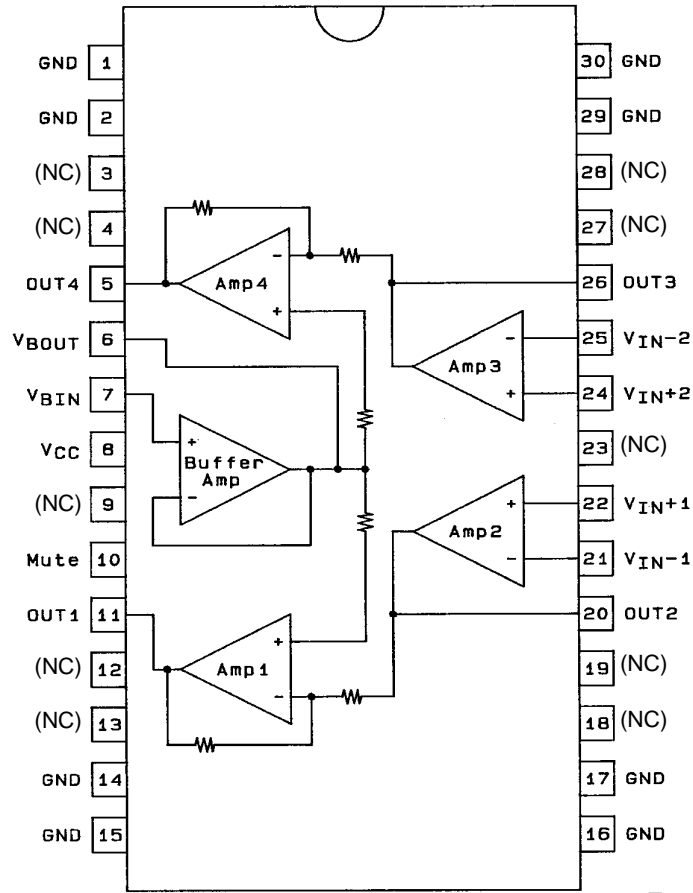 GND 1
GND 2
(NC) 3
(NC) 4
OUT4 5
VBOUT 6
VBIN 7
VCC 8
(NC) 9
Mute 10
OUT1 11
(NC) 12
(NC) 13
GND 14
GND 15
30 GND
29 GND
28 (NC)
27 (NC)
26 OUT3
25 VIN-2
24 VIN+2
23 (NC)
22 VIN+1
21 VIN-1
20 OUT2
19 (NC)
18 (NC)
17 GND
16 GND
-
Amp4
+
-
Amp3
+
+
Buffer
Amp
-
+
Amp2
-
+
Amp1
-